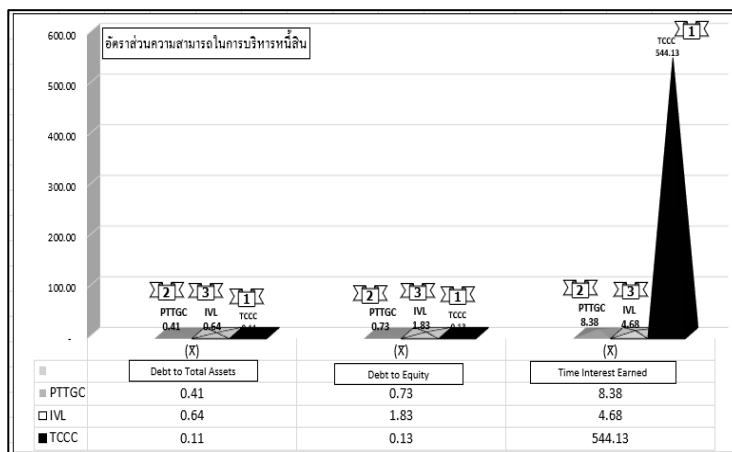 อัตราส่วนความสามารถในการบริหารหนี้สิน
600.00
500.00
400.00
300.00
200.00
100.00
-
1
TCCC
544.13
2 3 1
PTTGC IVL TCCC
0.41 0.64 0.11
2 3 1
PTTGC IVL TCCC
0.73 1.83 0.13
2 3
PTTGC IVL
8.38 4.68
(X̅) (X̅) (X̅)
Debt to Total Assets Debt to Equity Time Interest Earned
PTTGC 0.41 0.73 8.38
IVL 0.64 1.83 4.68
TCCC 0.11 0.13 544.13